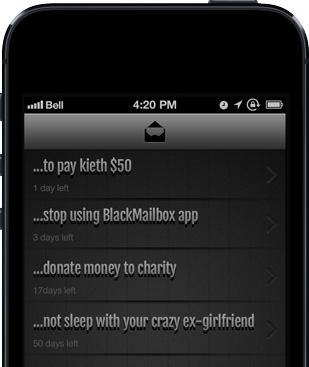 Bell 4:20 PM
...to pay kieth $50
1 day left
...stop using BlackMailbox app
3 days left
...donate money to charity
17days left
...not sleep with your crazy ex-girlfriend
50 days left